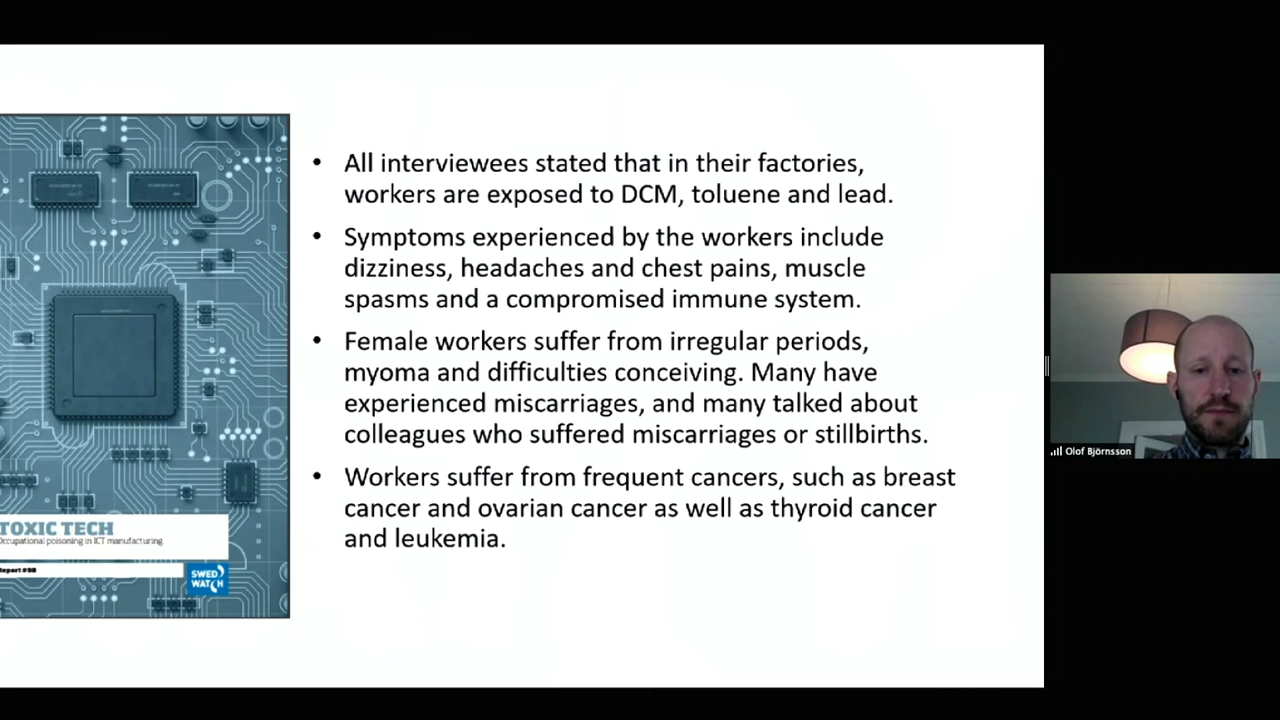 • All interviewees stated that in their factories,
workers are exposed to DCM, toluene and lead.
• Symptoms experienced by the workers include
dizziness, headaches and chest pains, muscle
spasms and a compromised immune system.
• Female workers suffer from irregular periods,
myoma and difficulties conceiving. Many have
experienced miscarriages, and many talked about
colleagues who suffered miscarriages or stillbirths.
• Workers suffer from frequent cancers, such as breast
cancer and ovarian cancer as well as thyroid cancer
and leukemia.
TOXIC TECH
Occupational poisoning in ICT manufacturing
Report #98
SWED
WATCH
Olof Björnsson